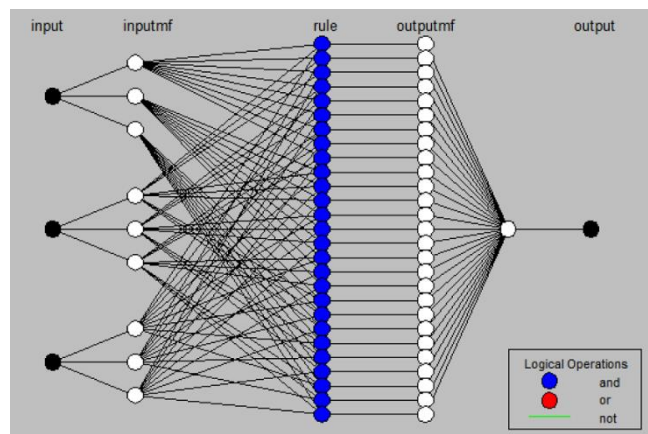 input
inputmf
rule
outputmf
output
Logical Operations
and
or
not